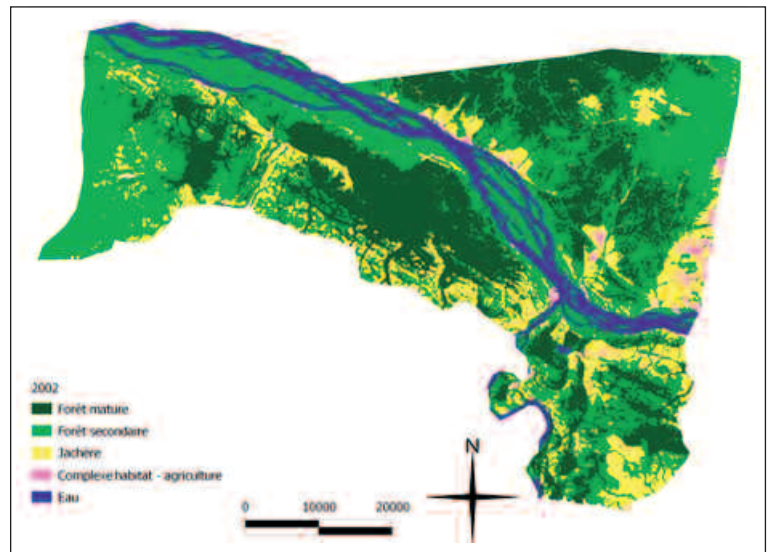 2002
Forêt mature
Forêt secondaire
Jachère
Complexe habitat - agriculture
Eau
N
0 10000 20000